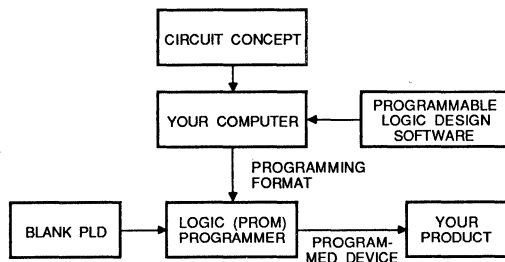 CIRCUIT CONCEPT
YOUR COMPUTER
PROGRAMMABLE
LOGIC DESIGN
SOFTWARE
PROGRAMMING
FORMAT
BLANK PLD
LOGIC (PROM)
PROGRAMMER
PROGRAM-
MED DEVICE
YOUR
PRODUCT